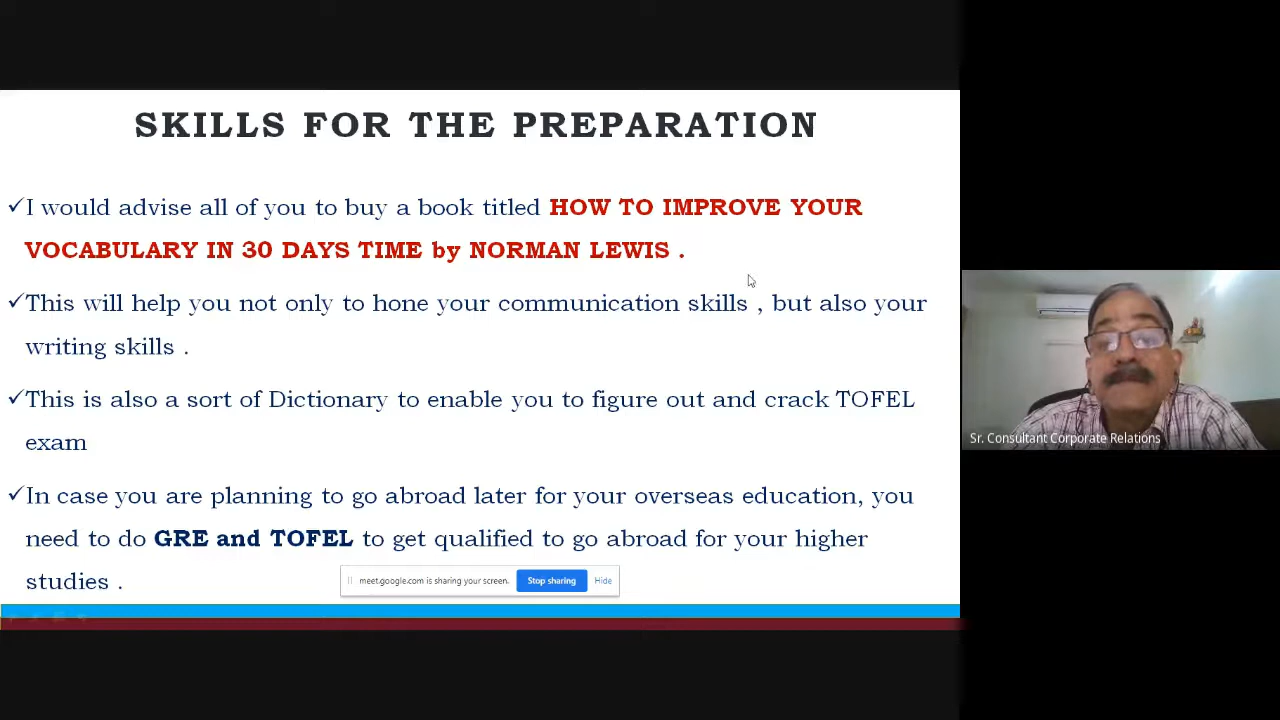 SKILLS FOR THE PREPARATION
✓I would advise all of you to buy a book titled HOW TO IMPROVE YOUR
VOCABULARY IN 30 DAYS TIME by NORMAN LEWIS .
✓This will help you not only to hone your communication skills , but also your
writing skills .
✓This is also a sort of Dictionary to enable you to figure out and crack TOFEL
exam
✓In case you are planning to go abroad later for your overseas education, you
need to do GRE and TOFEL to get qualified to go abroad for your higher
studies .
meet.google.com is sharing your screen. Stop sharing Hide
Sr. Consultant Corporate Relations